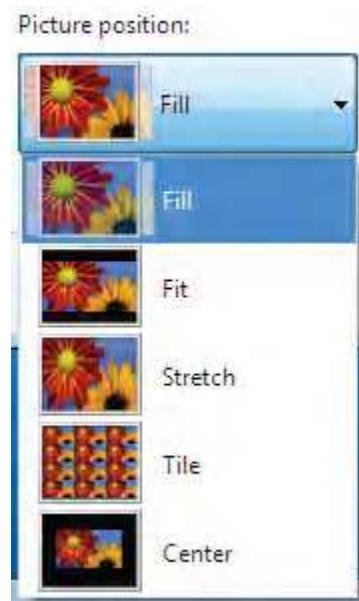 Picture position:
Fill
Fill
Fit
Stretch
Tile
Center